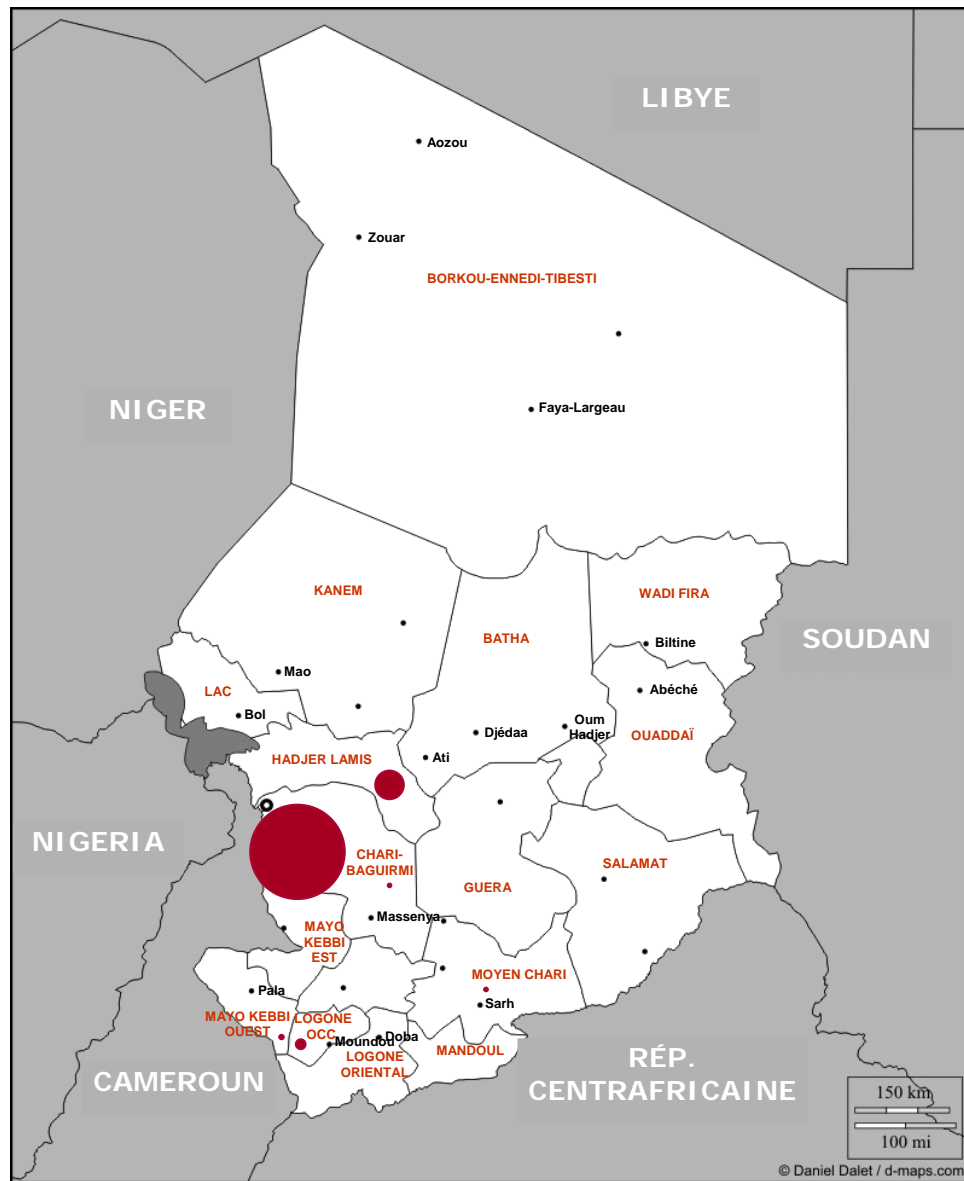 LIBYE
Aozou
Zouar
BORKOU-ENNEDI-TIBESTI
Faya-Largeau
NIGER
KANEM
WADI FIRA
BATHA
SOUDAN
Biltine
Mao
LAC
Abéché
Bol
Oum
Hadjer
Djédaa
OUADDAÏ
HADJER LAMIS
Ati
NIGERIA
CHARI-
BAGUIRMI
SALAMAT
GUERA
Massenya
MAYO
KEBBI
EST
MOYEN CHARI
Pala
Sarh
MAYO KEBBI
OUEST
LOGONE
OCC
Moundou
Doba
LOGONE
ORIENTAL
MANDOUL
CAMEROUN
RÉP.
CENTRAFRICAINE
150 km
100 mi
© Daniel Dalet / d-maps.com